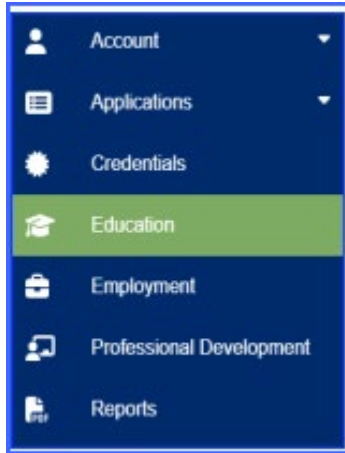 Account
Applications
Credentials
Education
Employment
Professional Development
Reports